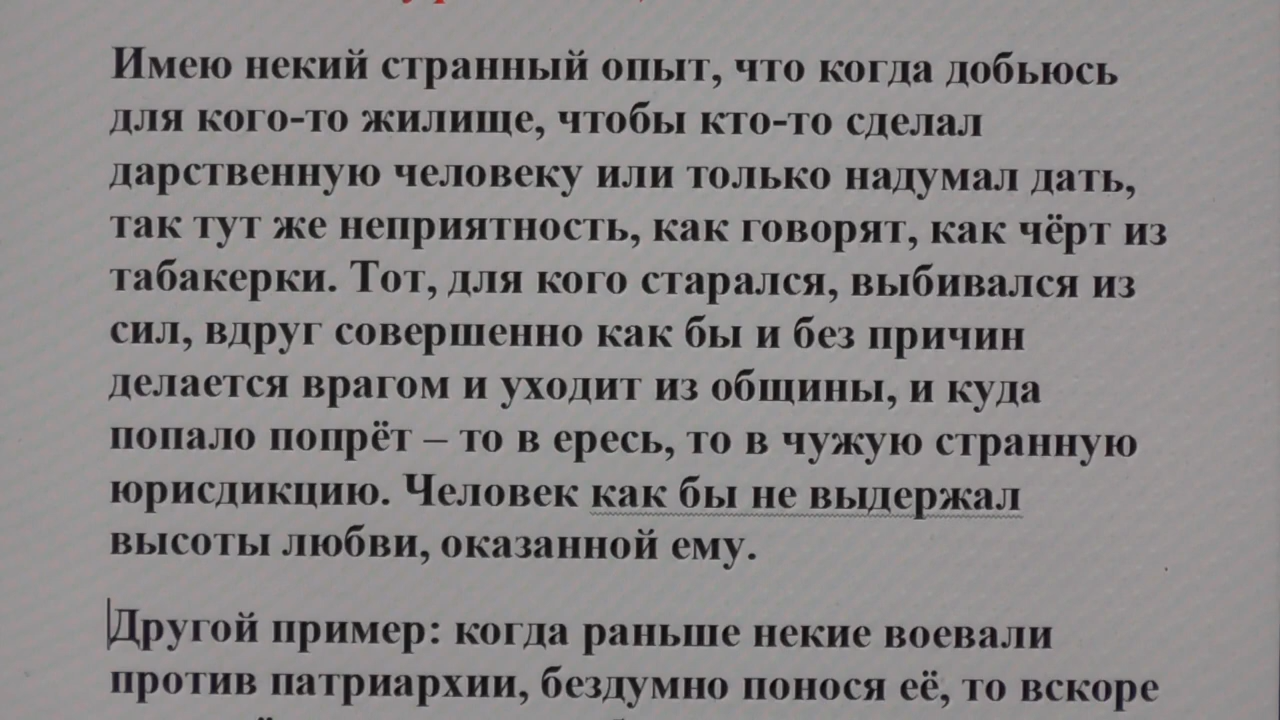 Имею некий странный опыт, что когда добьюсь
для кого-то жилище, чтобы кто-то сделал
дарственную человеку или только надумал дать,
так тут же неприятность, как говорят, как чёрт из
табакерки. Тот, для кого старался, выбивался из
сил, вдруг совершенно как бы и без причин
делается врагом и уходит из общины, и куда
попало попрёт – то в ересь, то в чужую странную
юрисдикцию. Человек как бы не выдержал
высоты любви, оказанной ему.
Другой пример: когда раньше некие воевали
против патриархии, бездумно понося её, то вскоре